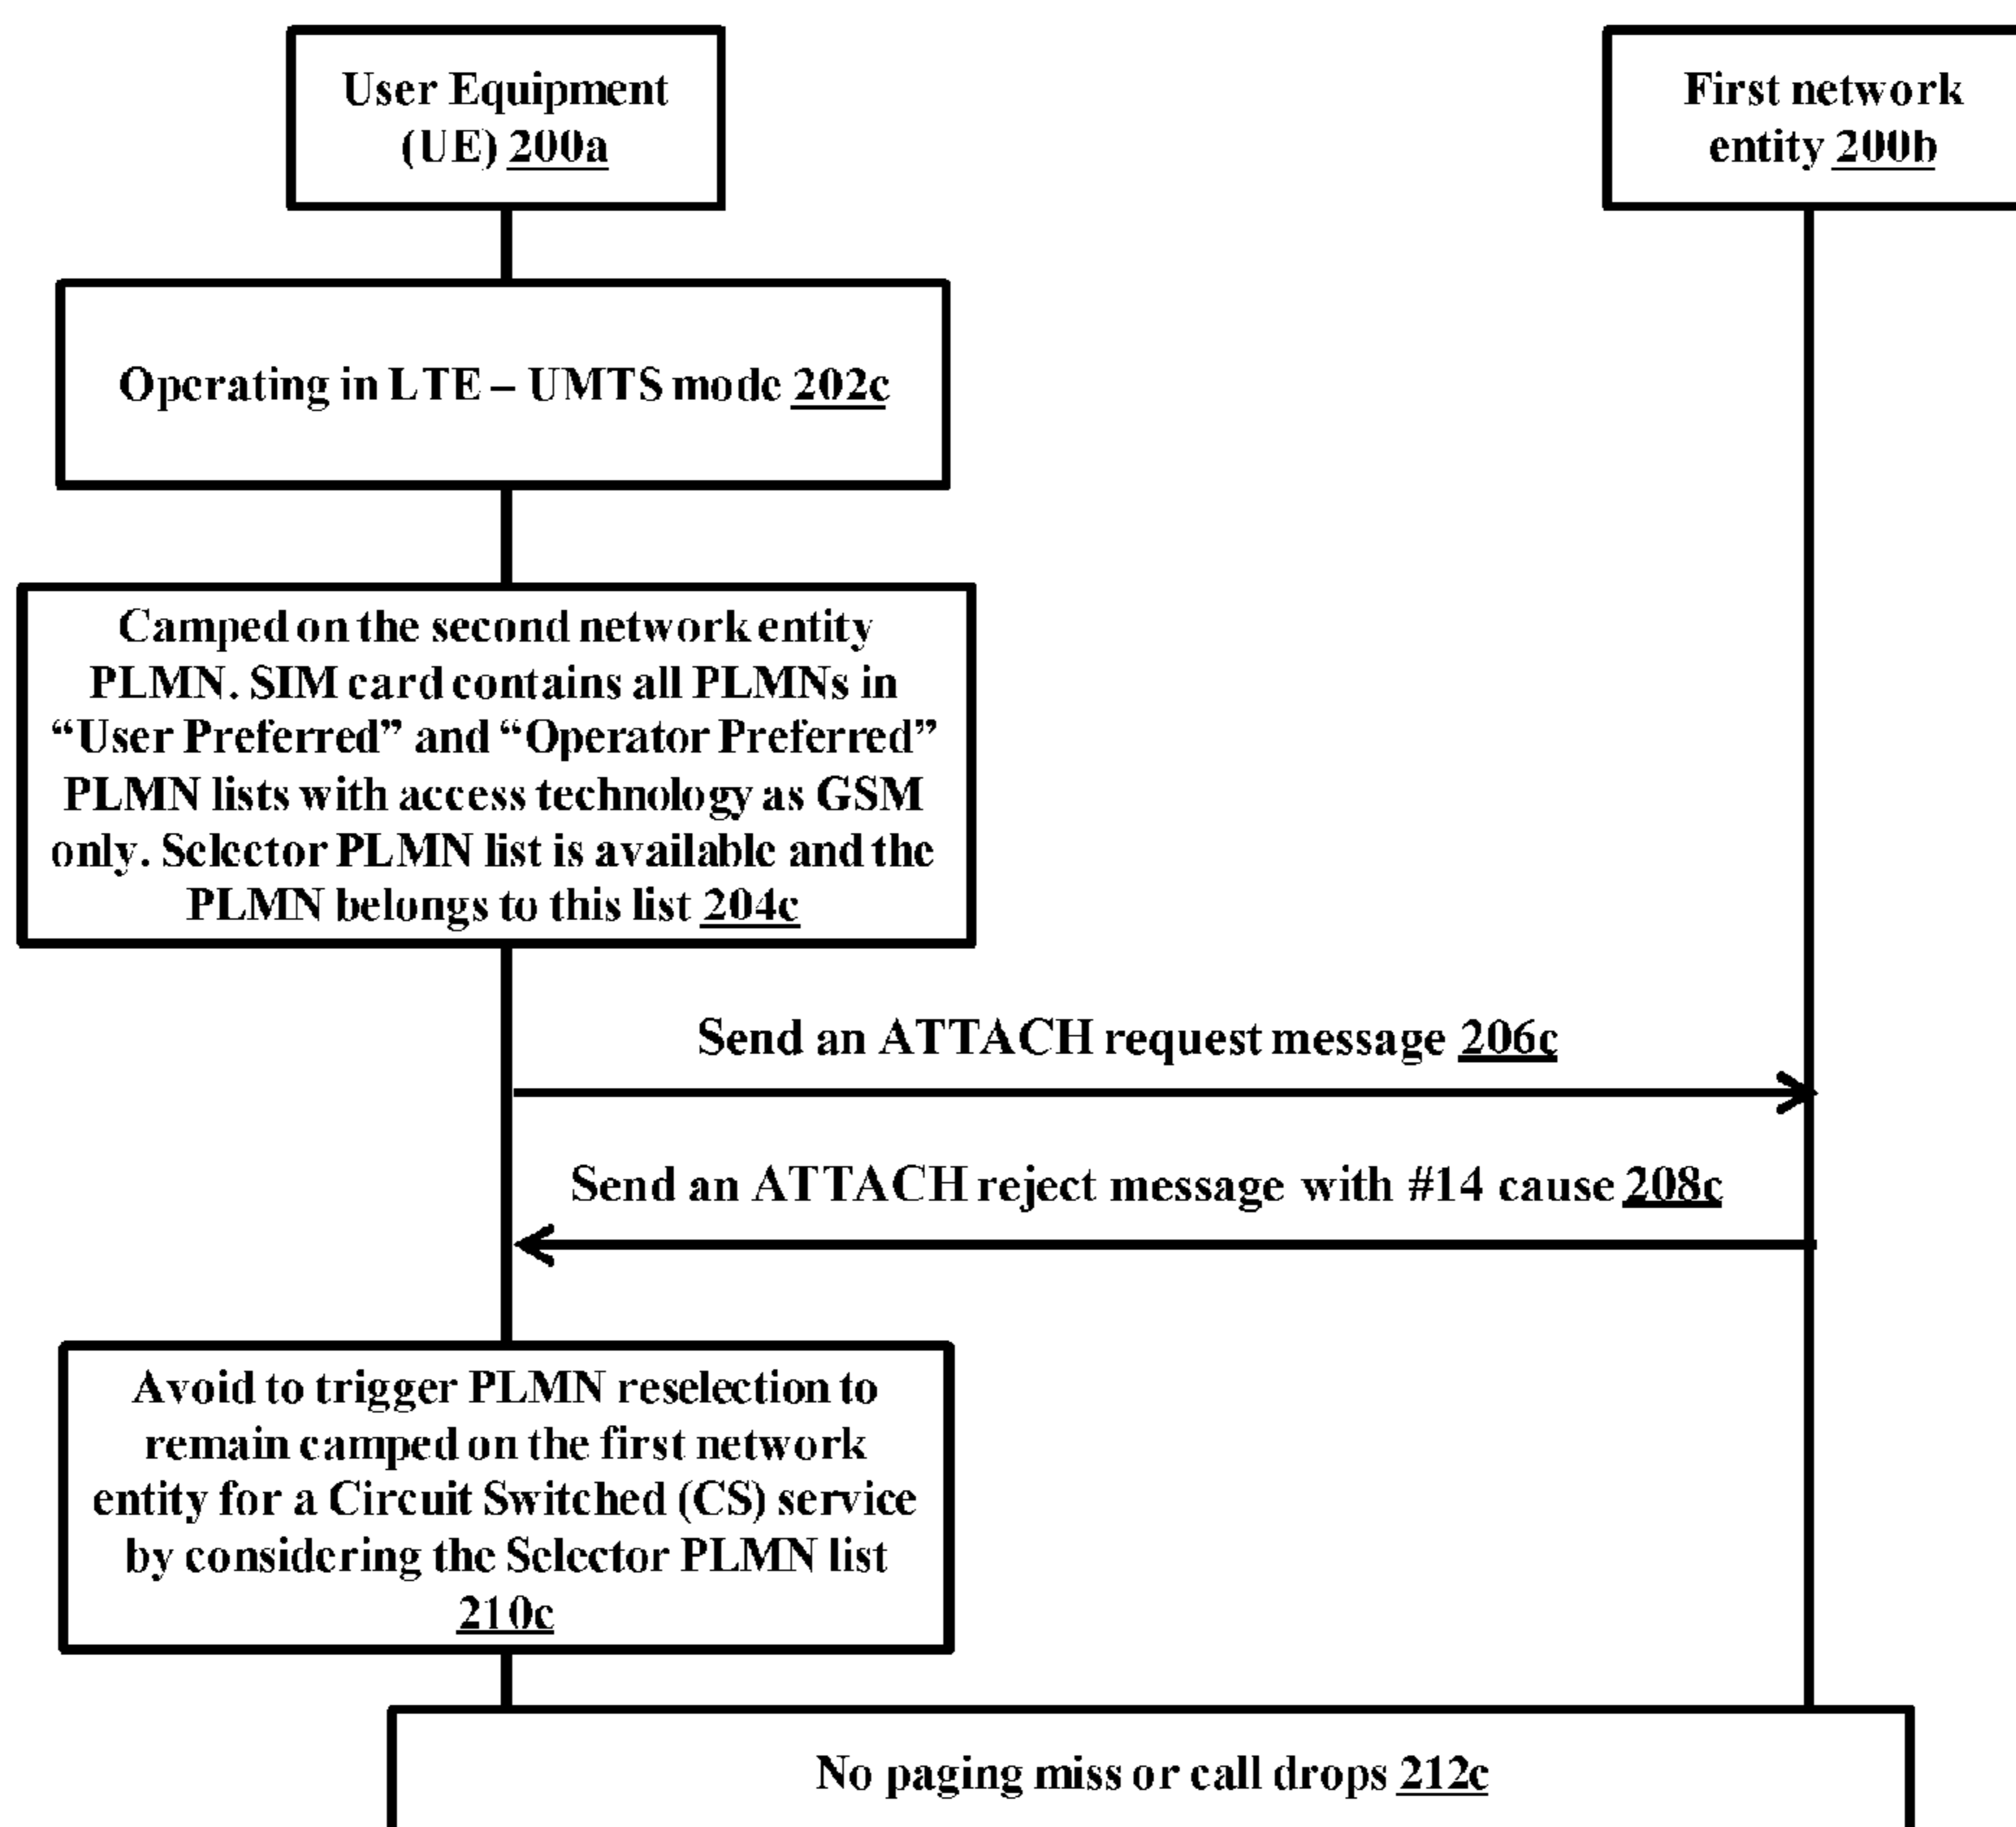 User Equipment
(UE) 200a
First network
entity 200b
Operating in LTE – UMTS mode 202c
Camped on the second network entity
PLMN. SIM card contains all PLMNs in
“User Preferred” and “Operator Preferred”
PLMN lists with access technology as GSM
only. Selector PLMN list is available and the
PLMN belongs to this list 204c
Send an ATTACH request message 206c
Send an ATTACH reject message with #14 cause 208c
Avoid to trigger PLMN reselection to
remain camped on the first network
entity for a Circuit Switched (CS) service
by considering the Selector PLMN list
210c
No paging miss or call drops 212c